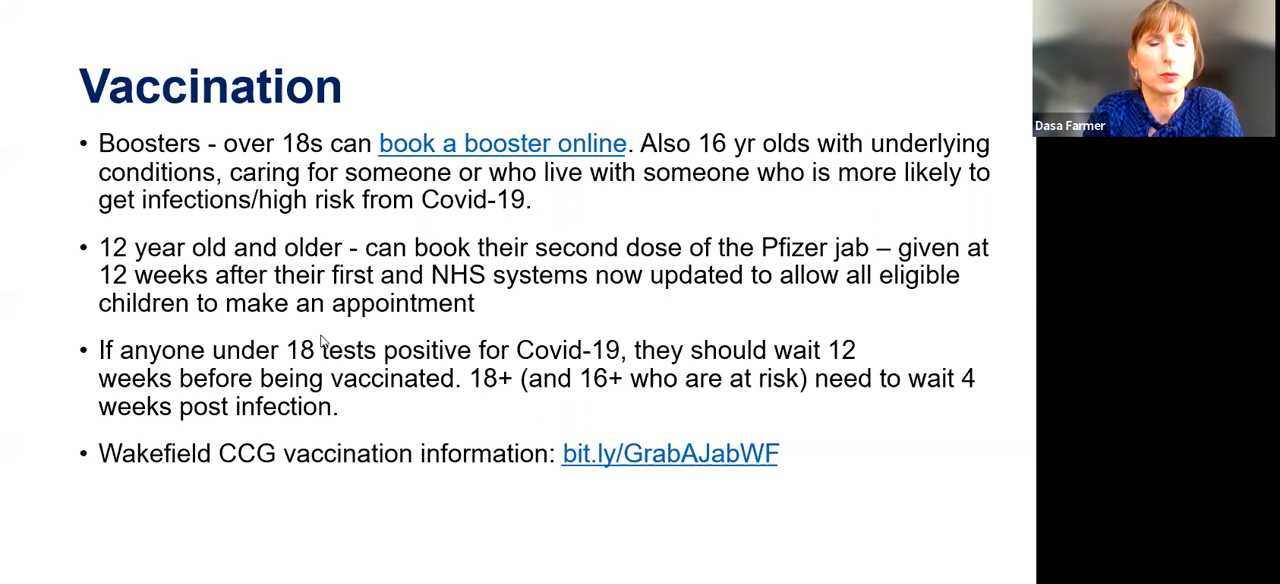 Vaccination
• Boosters - over 18s can book a booster online. Also 16 yr olds with underlying
conditions, caring for someone or who live with someone who is more likely to
get infections/high risk from Covid-19.
• 12 year old and older - can book their second dose of the Pfizer jab – given at
12 weeks after their first and NHS systems now updated to allow all eligible
children to make an appointment
• If anyone under 18 tests positive for Covid-19, they should wait 12
weeks before being vaccinated. 18+ (and 16+ who are at risk) need to wait 4
weeks post infection.
• Wakefield CCG vaccination information: bit.ly/GrabAJabWF
Dasa Farmer